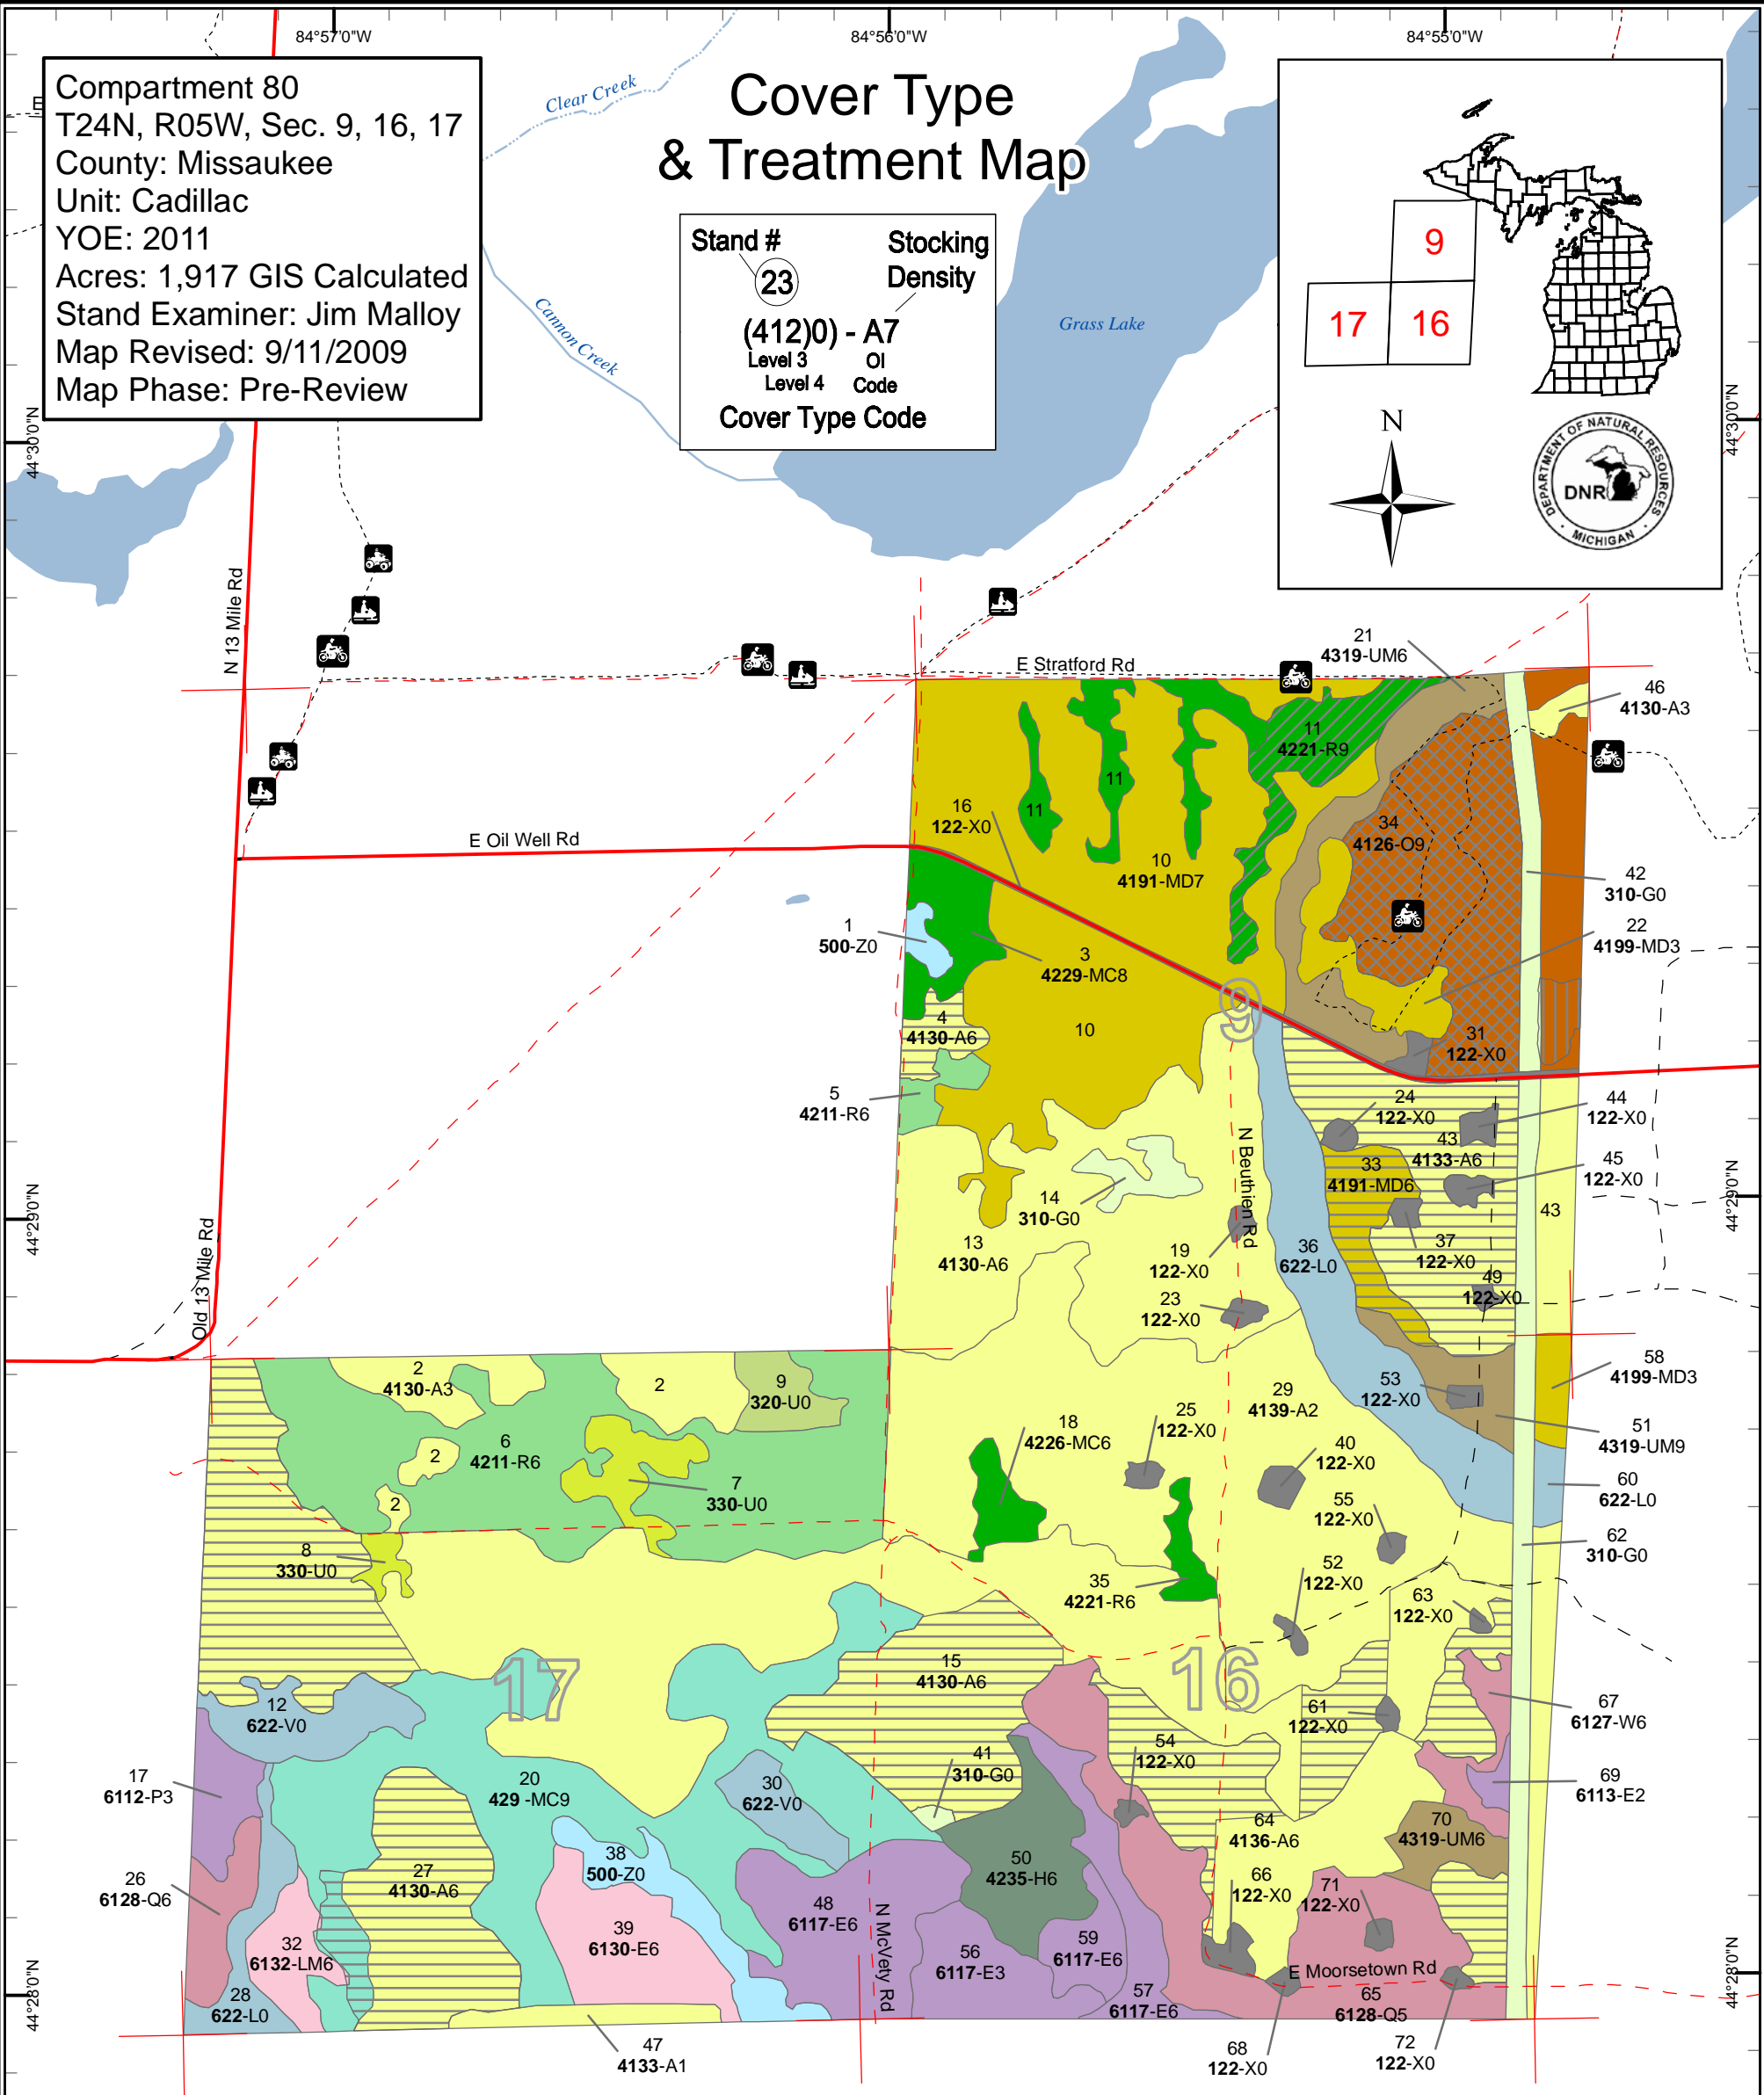 84°57'0"W
84°56'0"W
84°55'0"W
Compartment 80
T24N, R05W, Sec. 9, 16, 17
County: Missaukee
Unit: Cadillac
YOE: 2011
Acres: 1,917 GIS Calculated
Stand Examiner: Jim Malloy
Map Revised: 9/11/2009
Map Phase: Pre-Review
Clear Creek
Cannon Creek
Cover Type
& Treatment Map
Stand #
23
Stocking
Density
(412)0) - A7
Level 3
OI
Level 4
Code
Cover Type Code
Grass Lake
9
17
16
N
DEPARTMENT OF NATURAL RESOURCES
DNR
MICHIGAN
44°30'0"N
44°30'0"N
N 13 Mile Rd
E Stratford Rd
21
4319-UM6
46
4130-A3
11
4221-R9
11
11
16
122-X0
34
4126-O9
E Oil Well Rd
10
4191-MD7
42
310-G0
22
4199-MD3
1
500-Z0
3
4229-MC8
9
10
4
4130-A6
31
122-X0
5
4211-R6
24
122-X0
44
122-X0
43
4133-A6
45
122-X0
33
4191-MD6
N Beuthien Rd
14
310-G0
43
44°29'0"N
44°29'0"N
Old 13 Mile Rd
13
4130-A6
19
122-X0
36
622-L0
37
122-X0
49
122-X0
23
122-X0
2
4130-A3
2
9
320-U0
53
122-X0
58
4199-MD3
29
4139-A2
18
4226-MC6
25
122-X0
51
4319-UM9
6
4211-R6
2
40
122-X0
7
330-U0
60
622-L0
2
55
122-X0
62
310-G0
8
330-U0
52
122-X0
35
4221-R6
63
122-X0
17
16
15
4130-A6
12
622-V0
61
122-X0
67
6127-W6
54
122-X0
41
310-G0
17
6112-P3
20
429 -MC9
30
622-V0
69
6113-E2
64
4136-A6
70
4319-UM6
38
500-Z0
50
4235-H6
27
4130-A6
26
6128-Q6
66
122-X0
71
122-X0
48
6117-E6
39
6130-E6
32
6132-LM6
N McVety Rd
56
6117-E3
59
6117-E6
E Moorsetown Rd
44°28'0"N
44°28'0"N
28
622-L0
57
6117-E6
65
6128-Q5
47
4133-A1
68
122-X0
72
122-X0